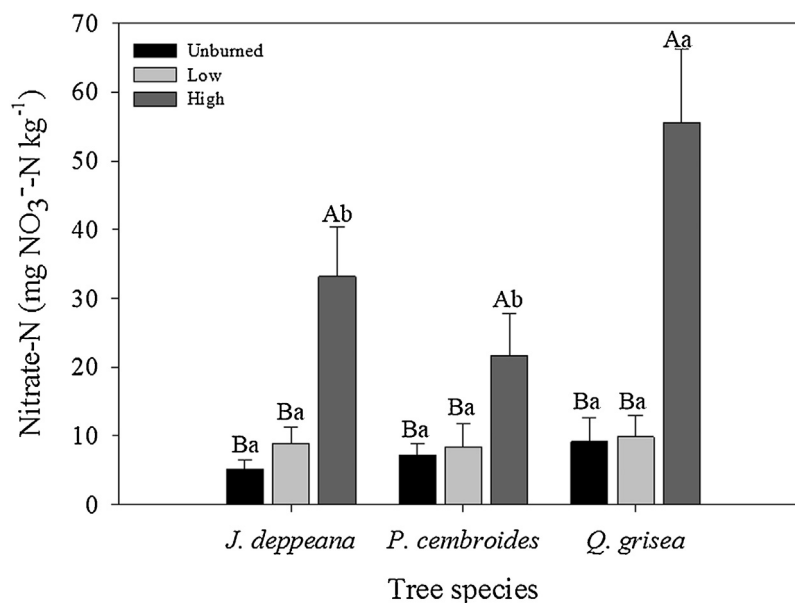 70
60
50
40
30
20
10
0
Nitrate-N (mg NO3⁻-N kg⁻¹)
Unburned
Low
High
Ba Ba Ab
Ba Ba Ab
Ba Ba Aa
J. deppeana P. cembroides Q. grisea
Tree species